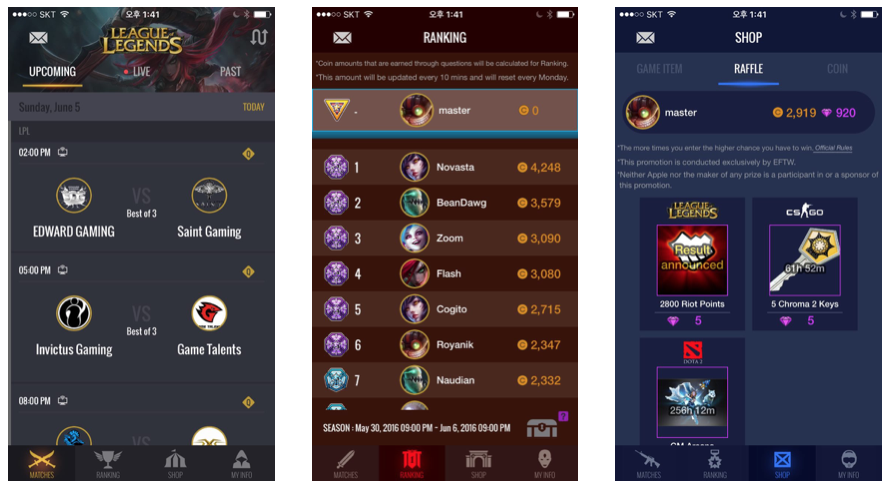 ●●●○○ SKT 오후 1:41
LEAGUE OF LEGENDS
UPCOMING LIVE PAST
Sunday, June 5 TODAY
LPL
02:00 PM
VS
Best of 3
EDWARD GAMING Saint Gaming
05:00 PM
VS
Best of 3
Invictus Gaming Game Talents
08:00 PM
VS
MATCHES RANKING SHOP MY INFO
●●●○○ SKT 오후 1:41
RANKING
*Coin amounts that are earned through questions will be calculated for Ranking.
*This amount will be updated every 10 mins and will reset every Monday.
- master C 0
1 Novasta C 4,248
2 BeanDawg C 3,579
3 Zoom C 3,090
4 Flash C 3,080
5 Cogito C 2,715
6 Royanik C 2,347
7 Naudian C 2,332
SEASON : May 30, 2016 09:00 PM ~ Jun 6, 2016 09:00 PM ?
MATCHES RANKING SHOP MY INFO
●●●○○ SKT 오후 1:41
SHOP
GAME ITEM RAFFLE COIN
master C 2,919 920
*The more times you enter the higher chance you have to win. Official Rules
*This promotion is conducted exclusively by EFTW.
*Neither Apple nor the maker of any prize is a participant in or a sponsor of
this promotion.
LEAGUE OF LEGENDS CS GO
Result
announced
61h 52m
2800 Riot Points 5 Chroma 2 Keys
5 5
DOTA 2
256h 12m
MATCHES RANKING SHOP MY INFO